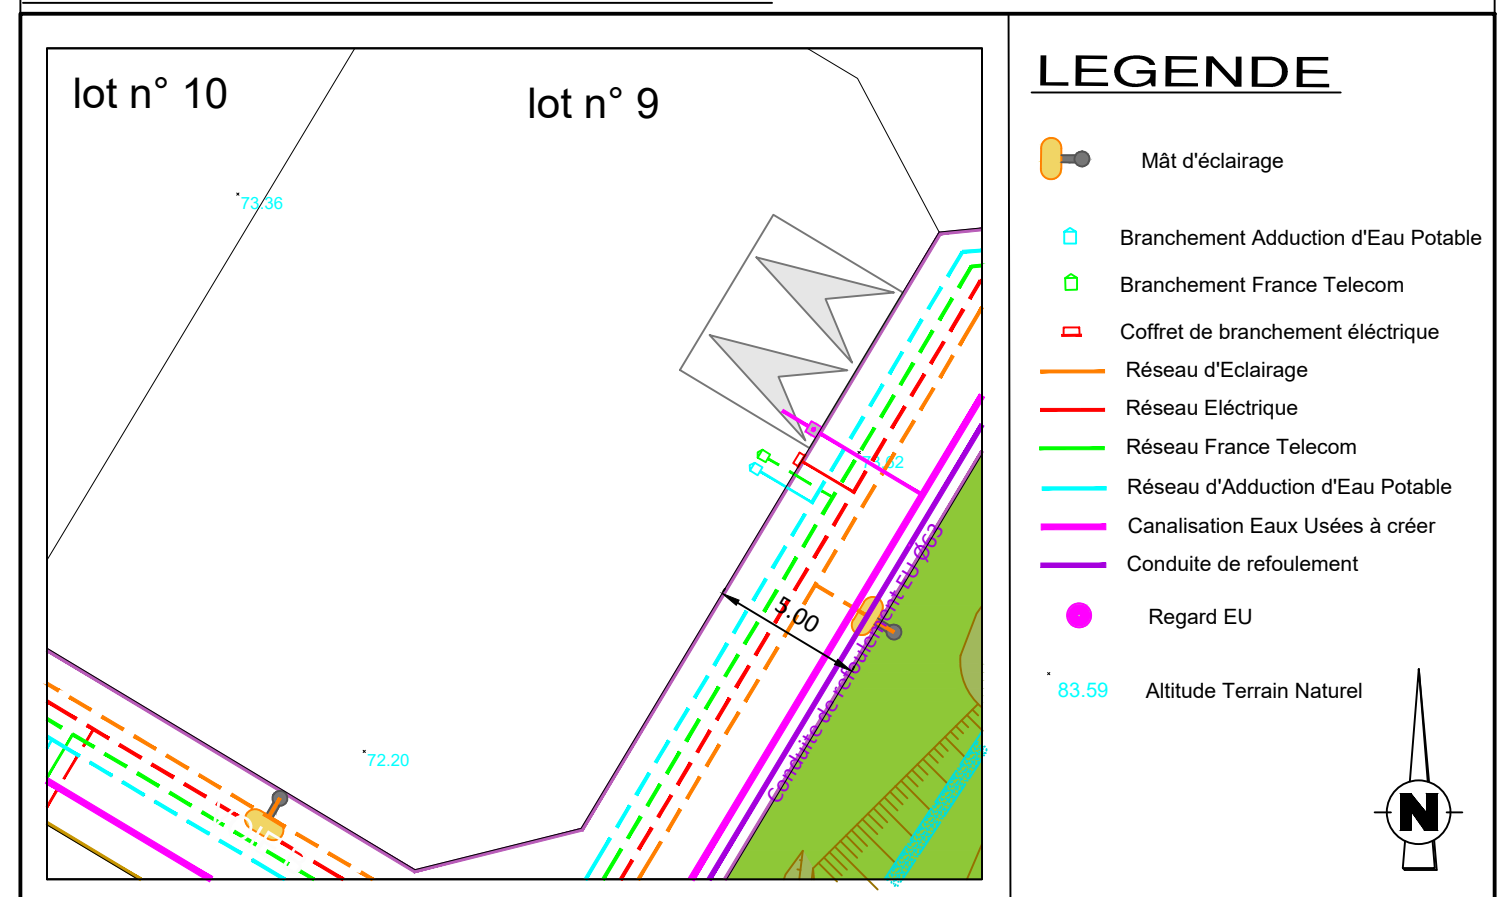 lot n° 10
lot n° 9
73.36
72.20
5.00
Conduite de refoulement EU Ø63
LEGENDE
Mât d'éclairage
Branchement Adduction d'Eau Potable
Branchement France Telecom
Coffret de branchement éléctrique
Réseau d'Eclairage
Réseau Eléctrique
Réseau France Telecom
Réseau d'Adduction d'Eau Potable
Canalisation Eaux Usées à créer
Conduite de refoulement
Regard EU
83.59 Altitude Terrain Naturel
N